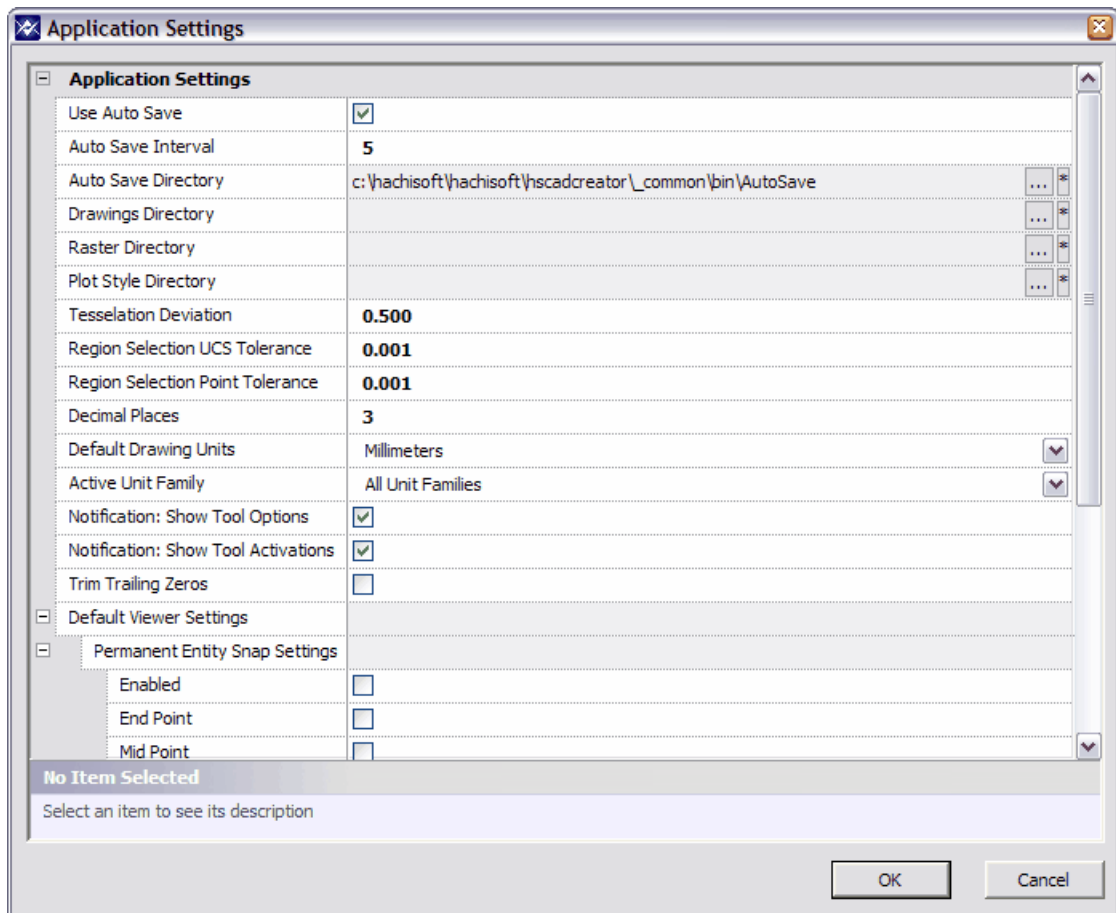 Application Settings
Application Settings
Use Auto Save
Auto Save Interval 5
Auto Save Directory c:\hachisoft\hachisoft\hscadcreator\_common\bin\AutoSave ... *
Drawings Directory ... *
Raster Directory ... *
Plot Style Directory ... *
Tesselation Deviation 0.500
Region Selection UCS Tolerance 0.001
Region Selection Point Tolerance 0.001
Decimal Places 3
Default Drawing Units Millimeters
Active Unit Family All Unit Families
Notification: Show Tool Options
Notification: Show Tool Activations
Trim Trailing Zeros
Default Viewer Settings
Permanent Entity Snap Settings
Enabled
End Point
Mid Point
No Item Selected
Select an item to see its description
OK Cancel